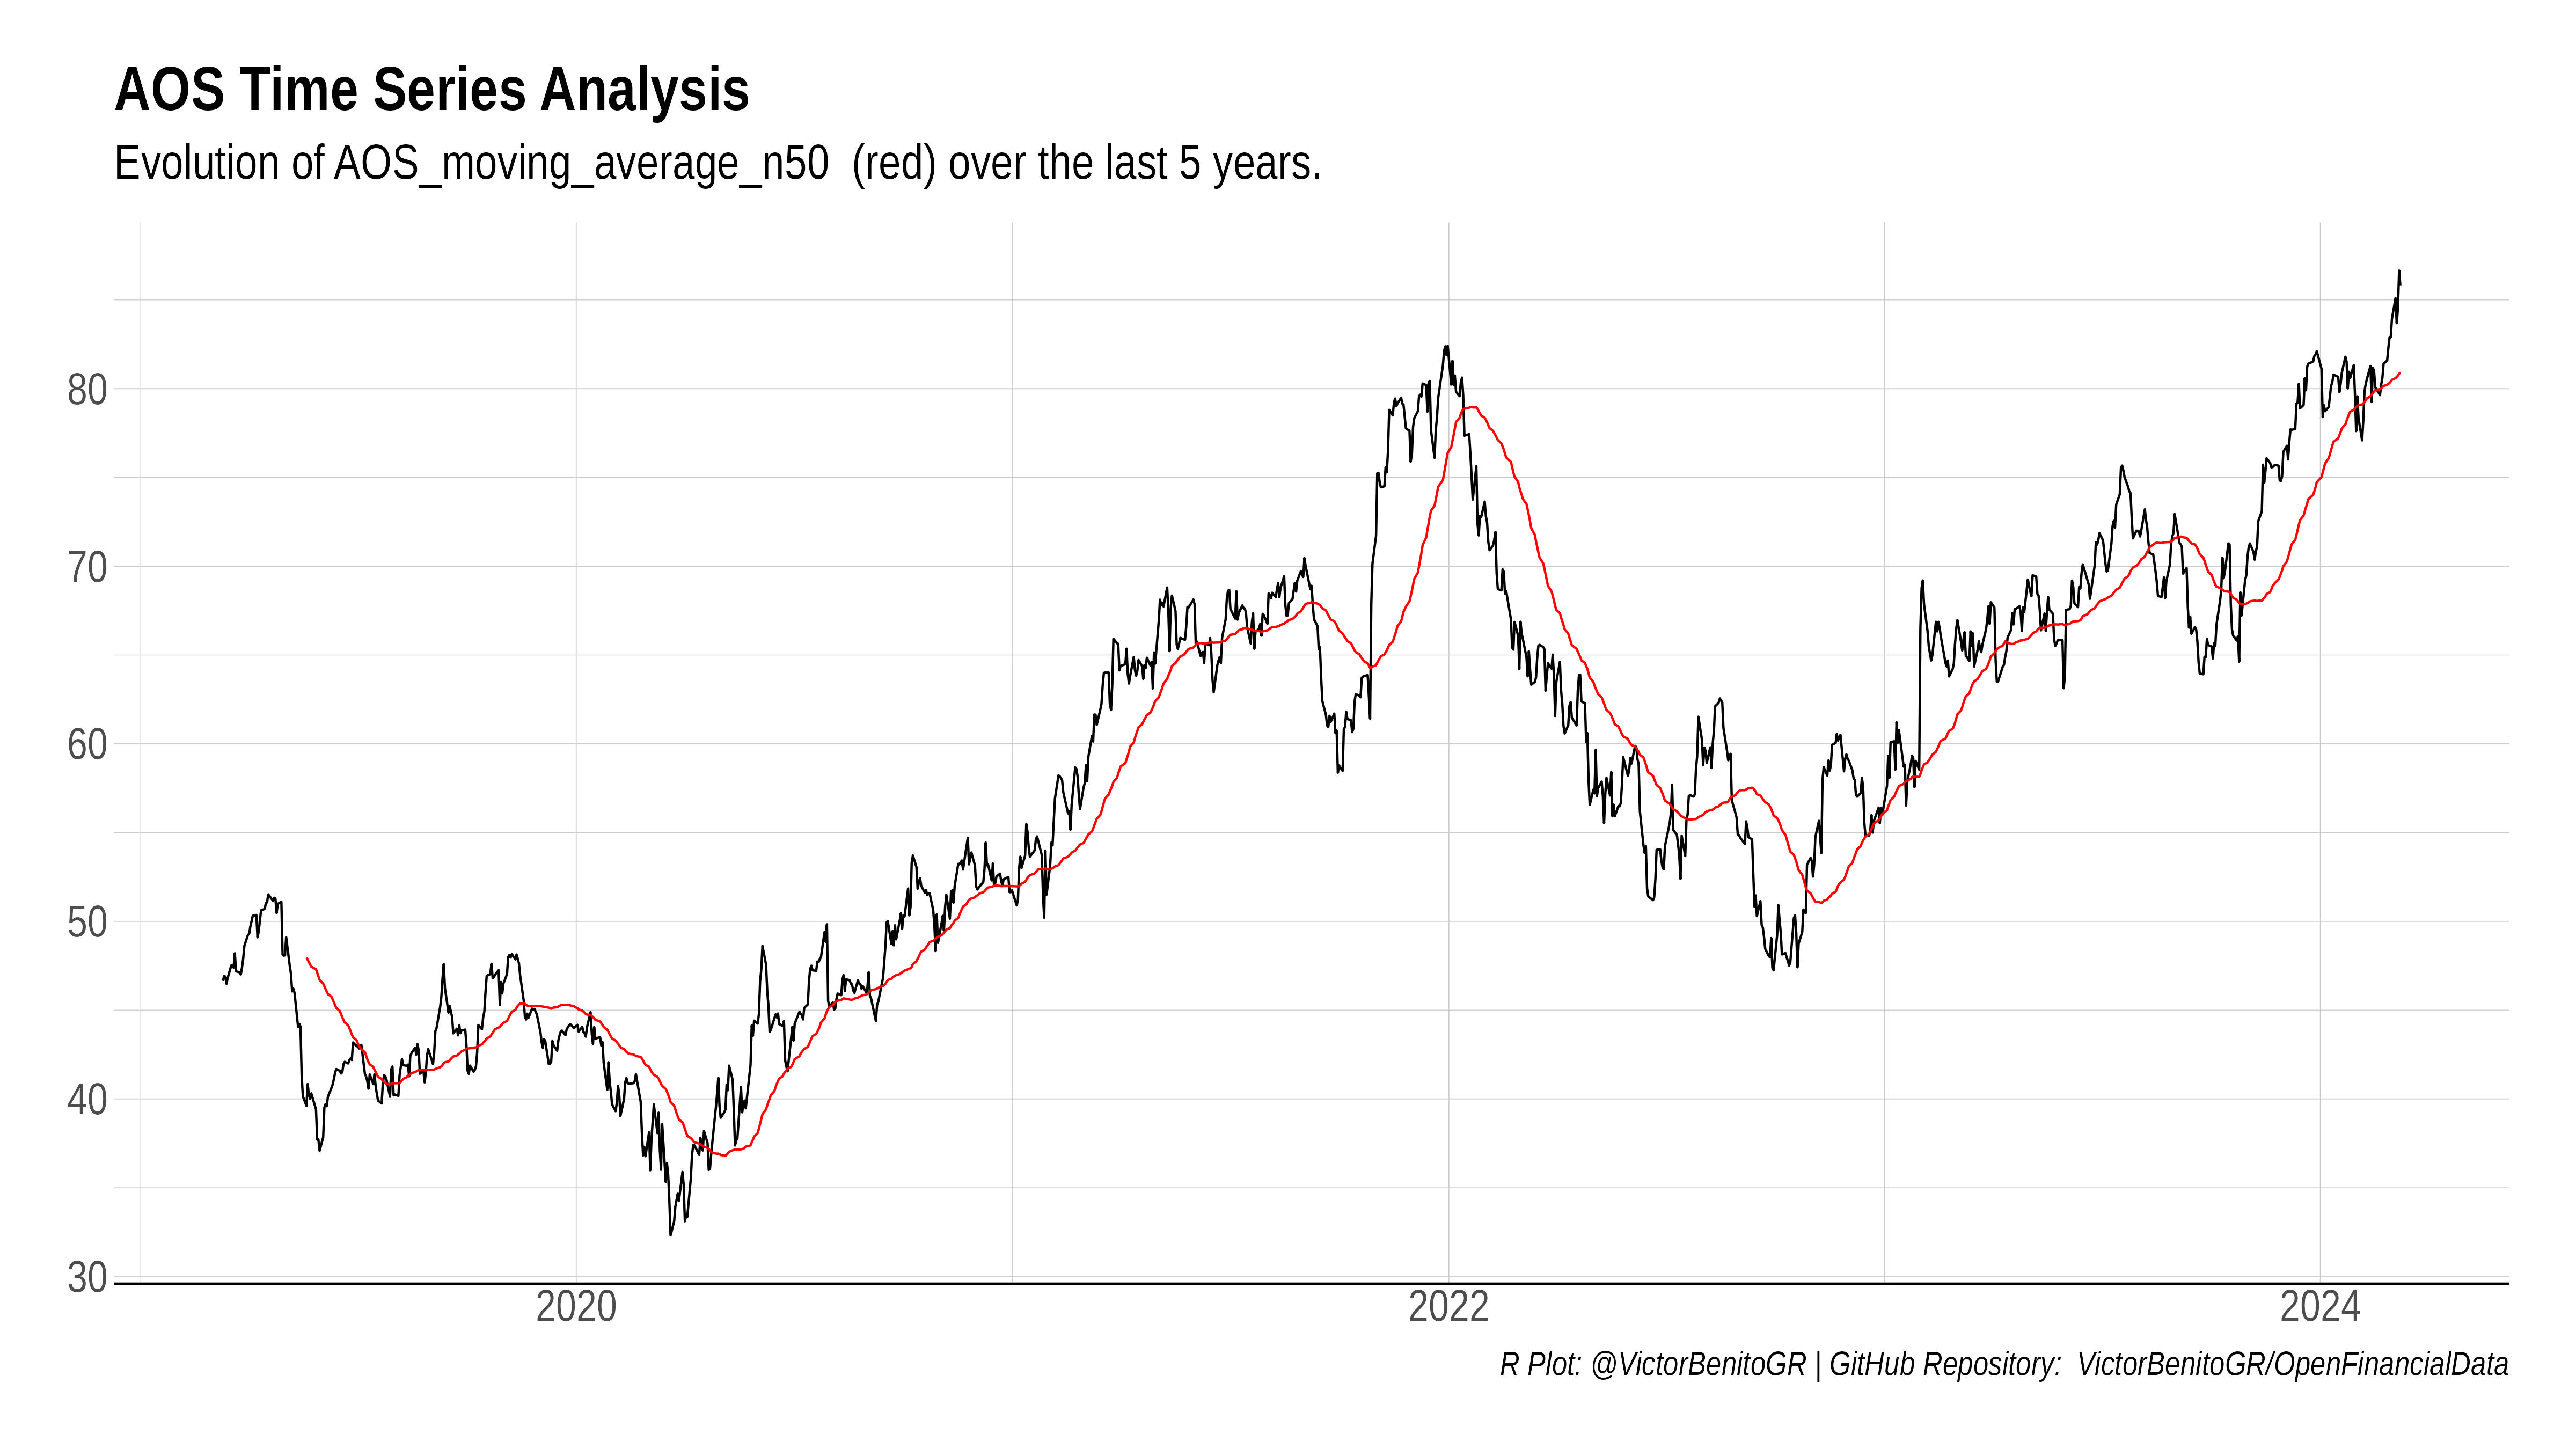 AOS Time Series Analysis
Evolution of AOS_moving_average_n50  (red) over the last 5 years.
80
70
60
50
40
30
2020 2022 2024
R Plot: @VictorBenitoGR | GitHub Repository:  VictorBenitoGR/OpenFinancialData